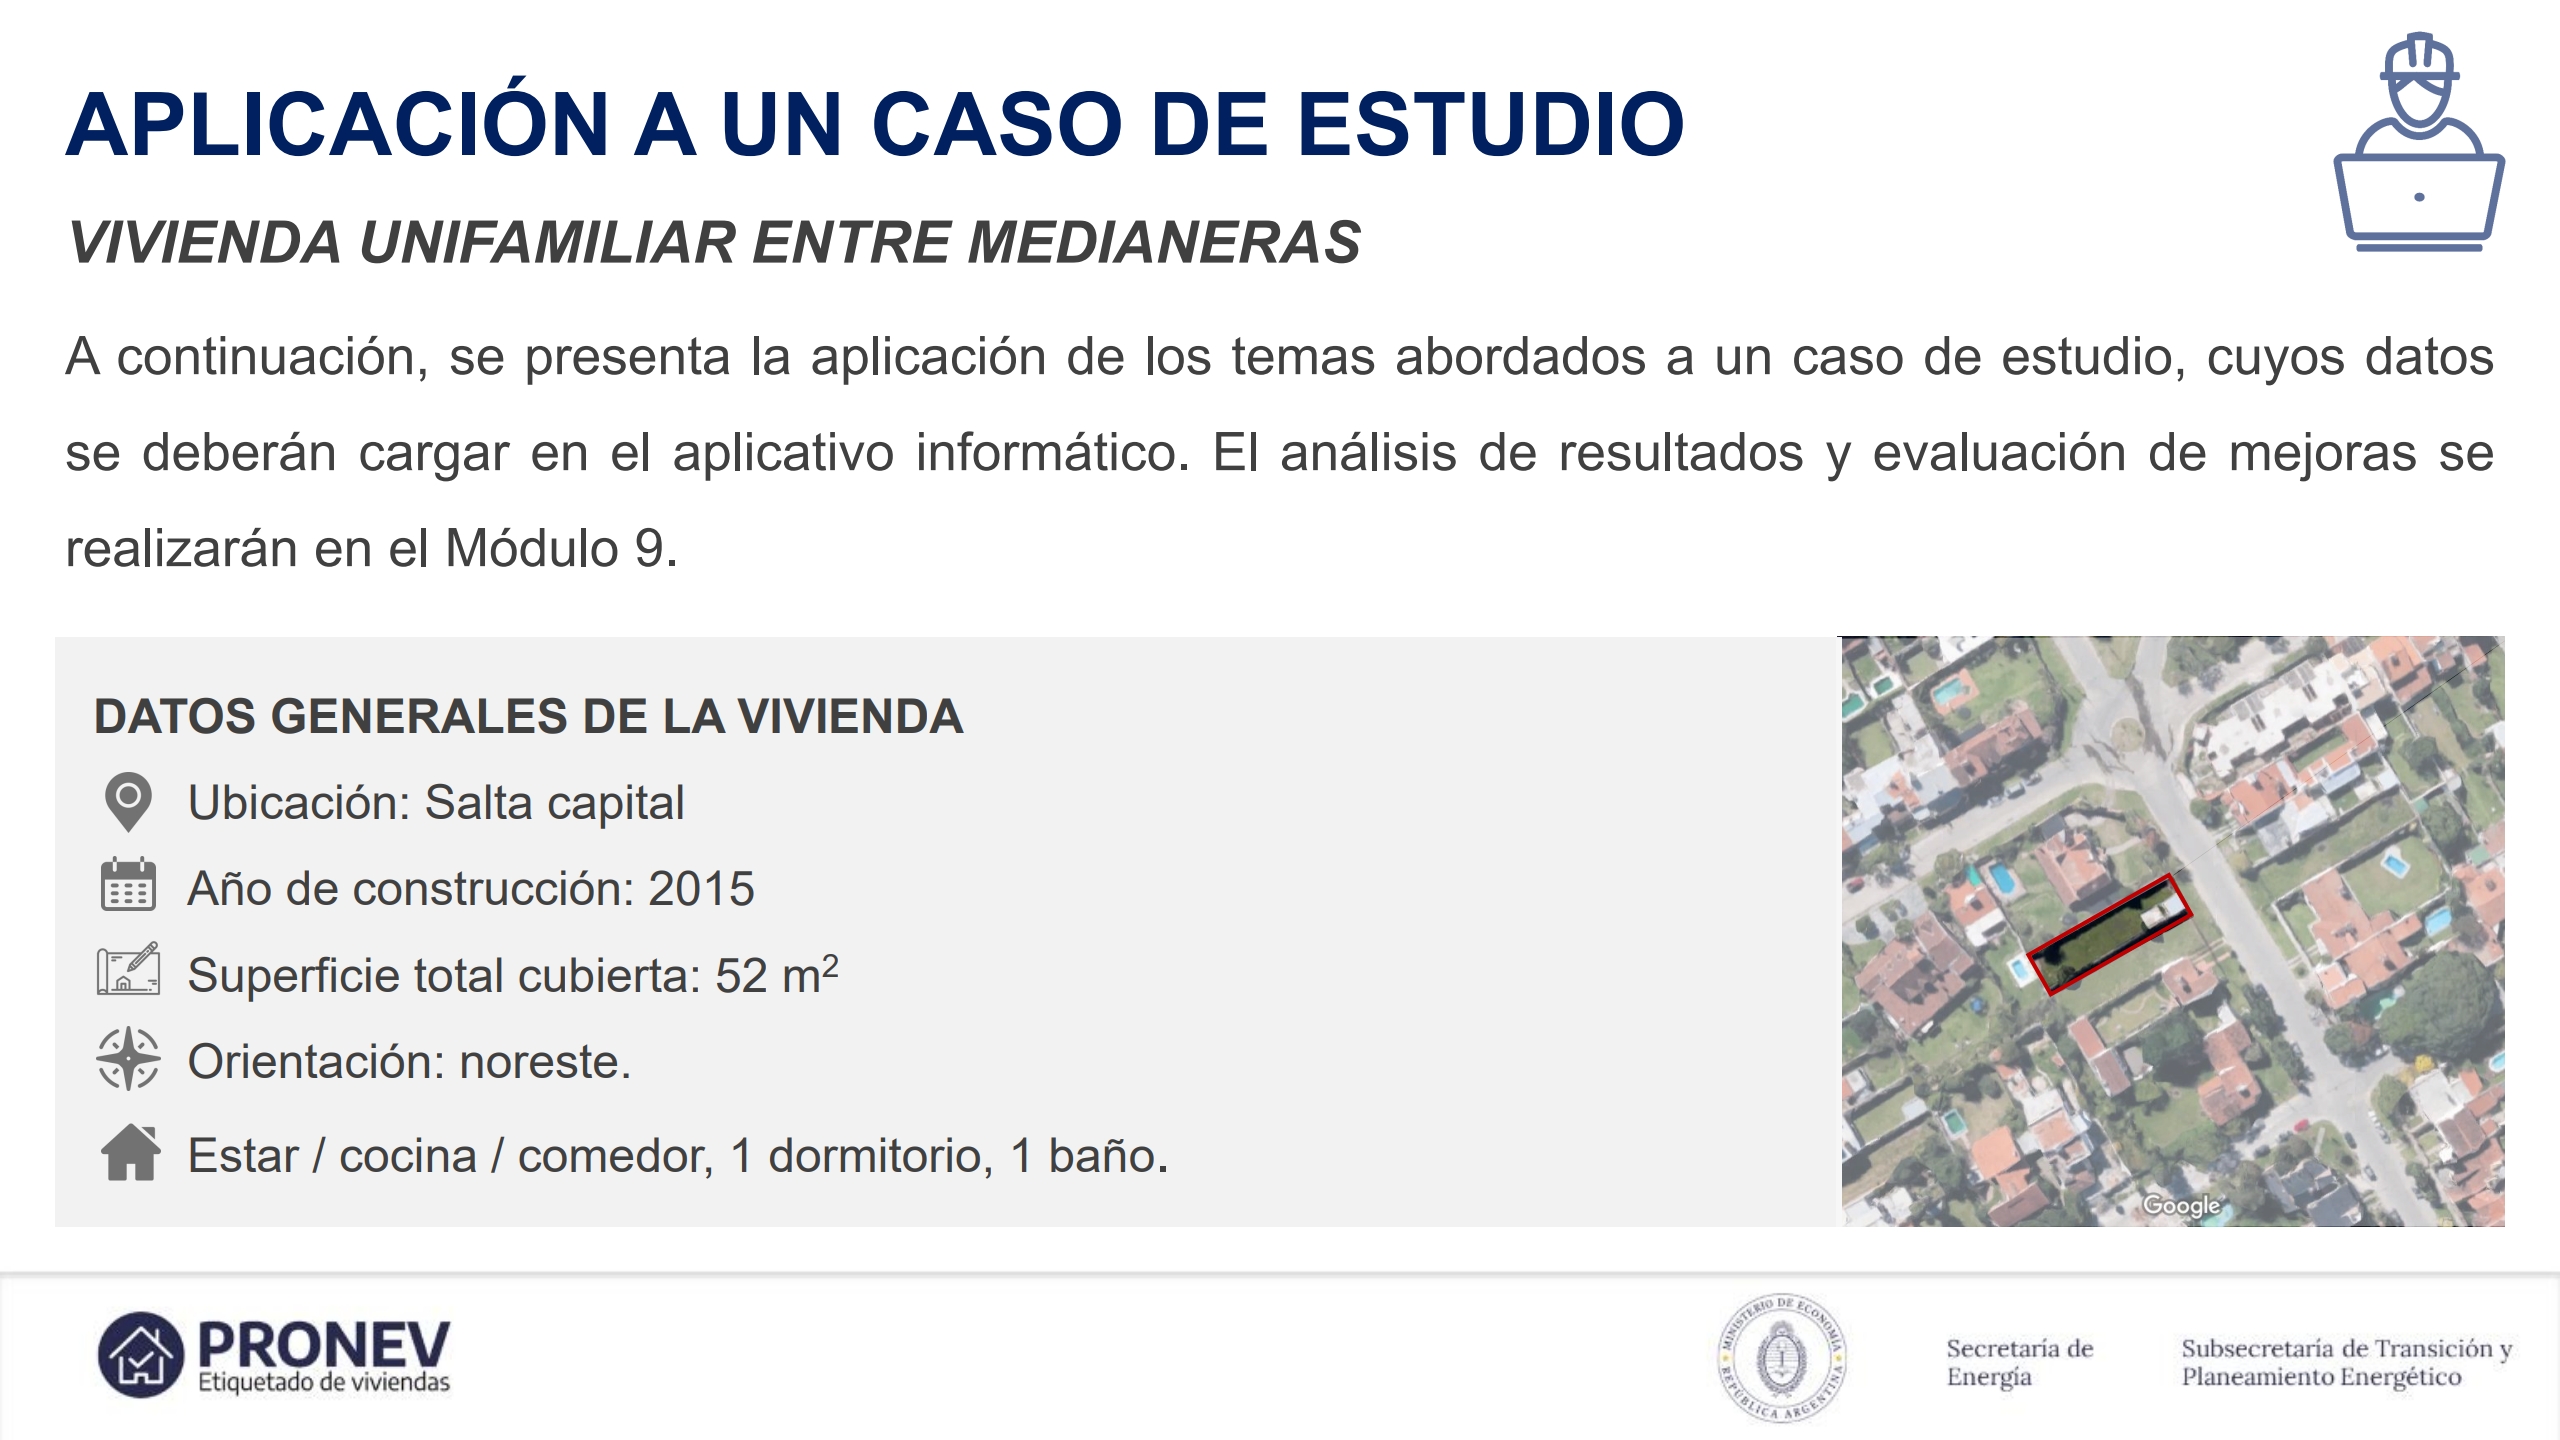 APLICACIÓN A UN CASO DE ESTUDIO
VIVIENDA UNIFAMILIAR ENTRE MEDIANERAS
A continuación, se presenta la aplicación de los temas abordados a un caso de estudio, cuyos datos
se deberán cargar en el aplicativo informático. El análisis de resultados y evaluación de mejoras se
realizarán en el Módulo 9.
DATOS GENERALES DE LA VIVIENDA
Ubicación: Salta capital
Año de construcción: 2015
Superficie total cubierta: 52 m²
Orientación: noreste.
Estar / cocina / comedor, 1 dormitorio, 1 baño.
Google
PRONEV
Etiquetado de viviendas
MINISTERIO DE ECONOMÍA
REPÚBLICA ARGENTINA
Secretaría de
Energía
Subsecretaría de Transición y
Planeamiento Energético